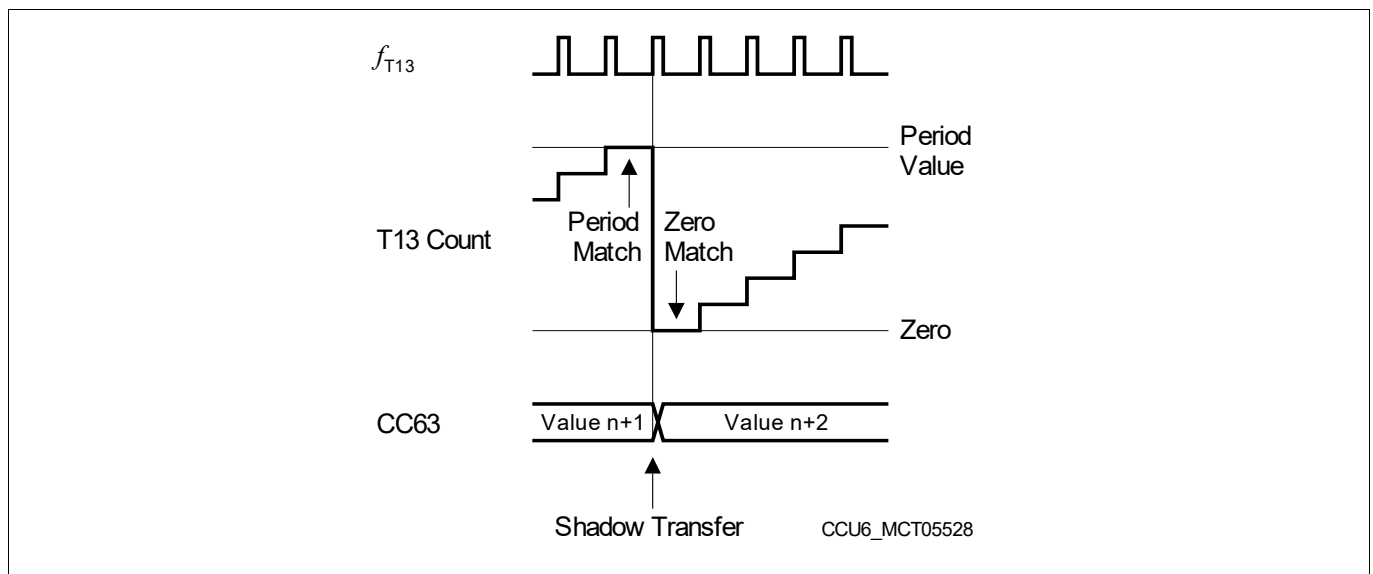 fT13
Period
Value
Period
Match
Zero
Match
T13 Count
Zero
CC63
Value n+1
Value n+2
Shadow Transfer
CCU6_MCT05528